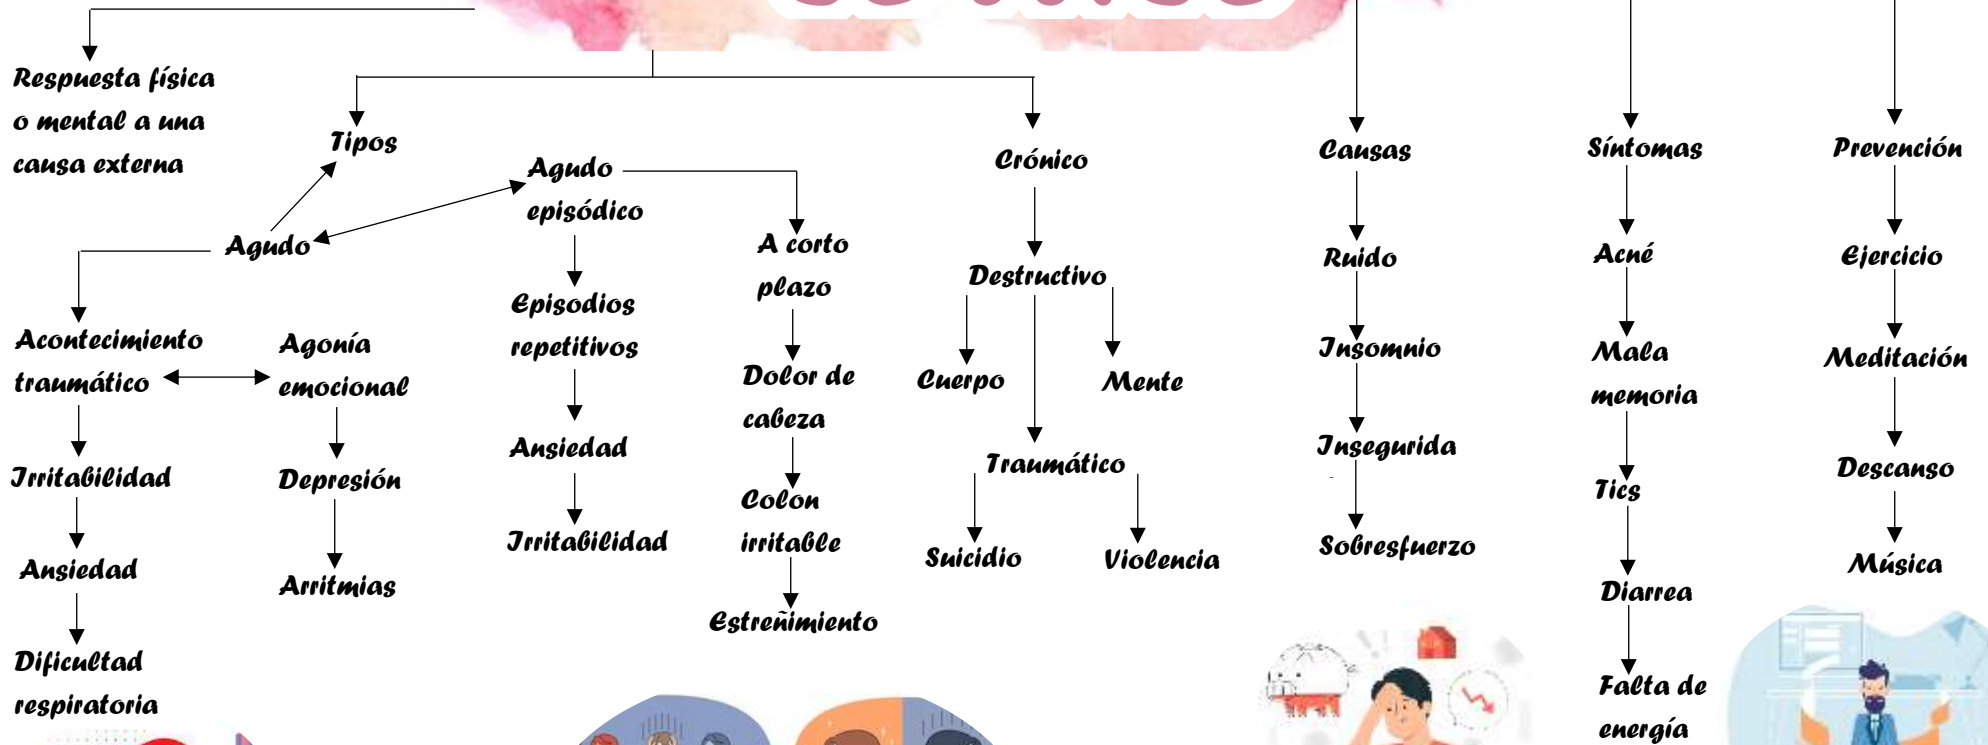 Respuesta física
o mental a una
causa externa
Tipos
Agudo
Acontecimiento
traumático
Irritabilidad
Ansiedad
Dificultad
respiratoria
Agonía
emocional
Depresión
Arritmias
Agudo
episódico
Episodios
repetitivos
Ansiedad
Irritabilidad
A corto
plazo
Dolor de
cabeza
Colon
irritable
Estreñimiento
Crónico
Destructivo
Cuerpo
Mente
Traumático
Suicidio
Violencia
Causas
Ruido
Insomnio
Insegurida
Sobresfuerzo
Síntomas
Acné
Mala
memoria
Tics
Diarrea
Falta de
energía
Prevención
Ejercicio
Meditación
Descanso
Música